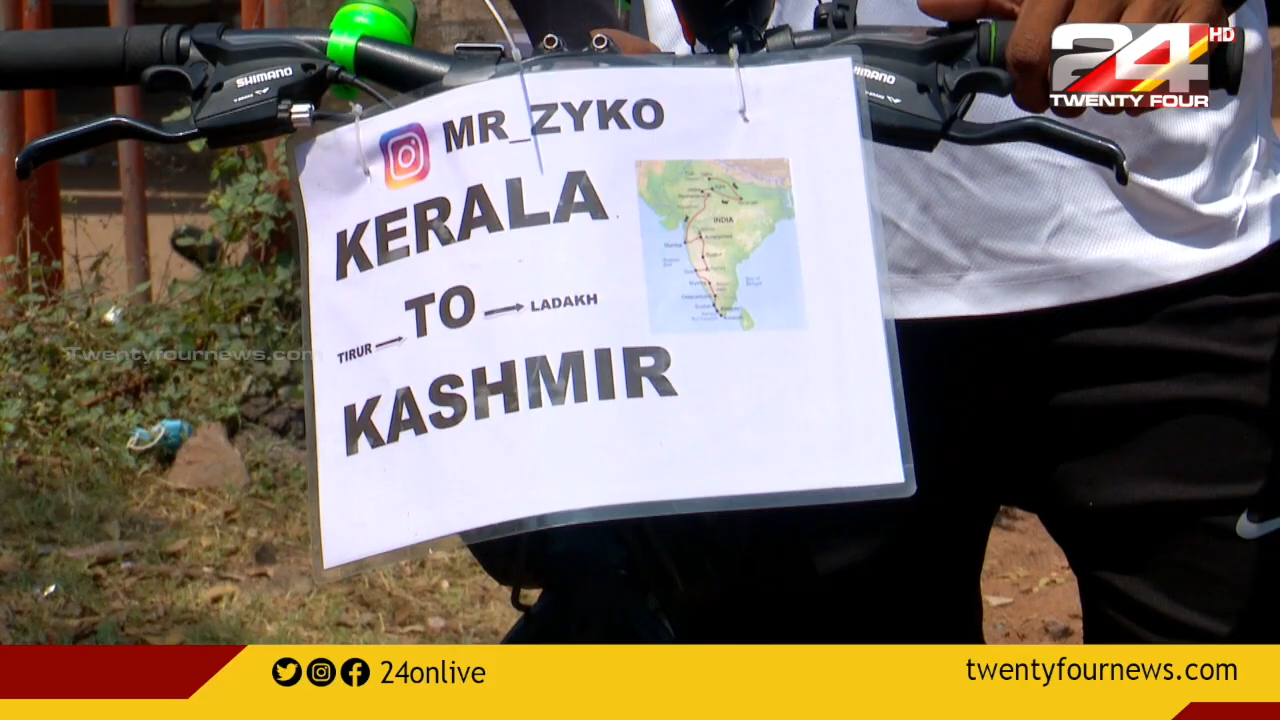 SHIMANO
SHIMANO
24 HD
TWENTY FOUR
MR_ZYKO
KERALA
TO
TIRUR
LADAKH
KASHMIR
INDIA
Twentyfournews.com
24onlive
twentyfournews.com